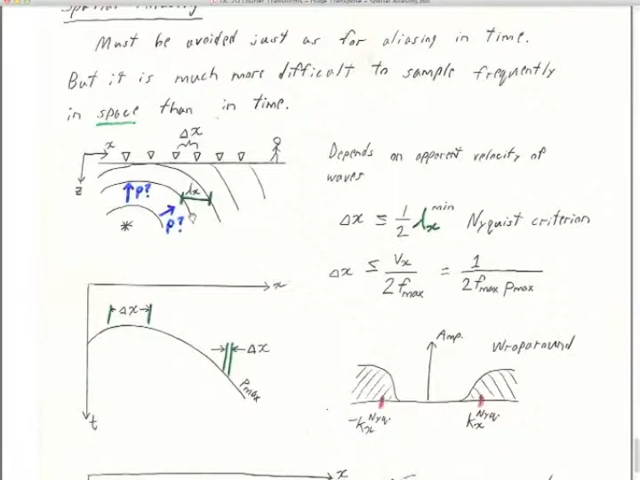 Spatial Aliasing
Must be avoided just as for aliasing in time.
But it is much more difficult to sample frequently
in space than in time.
Δx
x
z
λx
p?
p?
Depends on apparent velocity of
waves
Δx ≤ 1/2 λx^min Nyquist criterion
Δx ≤ Vx / 2fmax = 1 / 2fmax pmax
x
Δx
Δx
Pmax
t
Amp.
Wraparound
-kx^Nyq.
kx^Nyq.
x